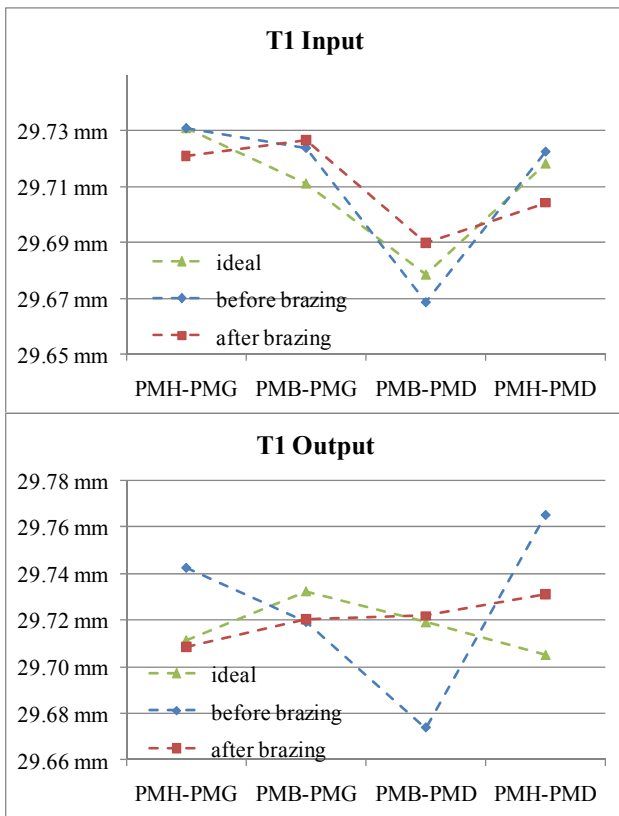 T1 Input
29.73 mm
29.71 mm
29.69 mm
29.67 mm
29.65 mm
ideal
before brazing
after brazing
PMH-PMG PMB-PMG PMB-PMD PMH-PMD
T1 Output
29.78 mm
29.76 mm
29.74 mm
29.72 mm
29.70 mm
29.68 mm
29.66 mm
ideal
before brazing
after brazing
PMH-PMG PMB-PMG PMB-PMD PMH-PMD